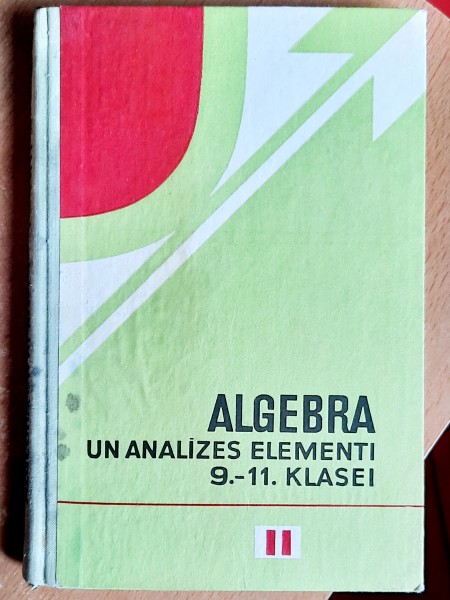 ALGEBRA
UN ANALĪZES ELEMENTI
9.-11. KLASEI
II